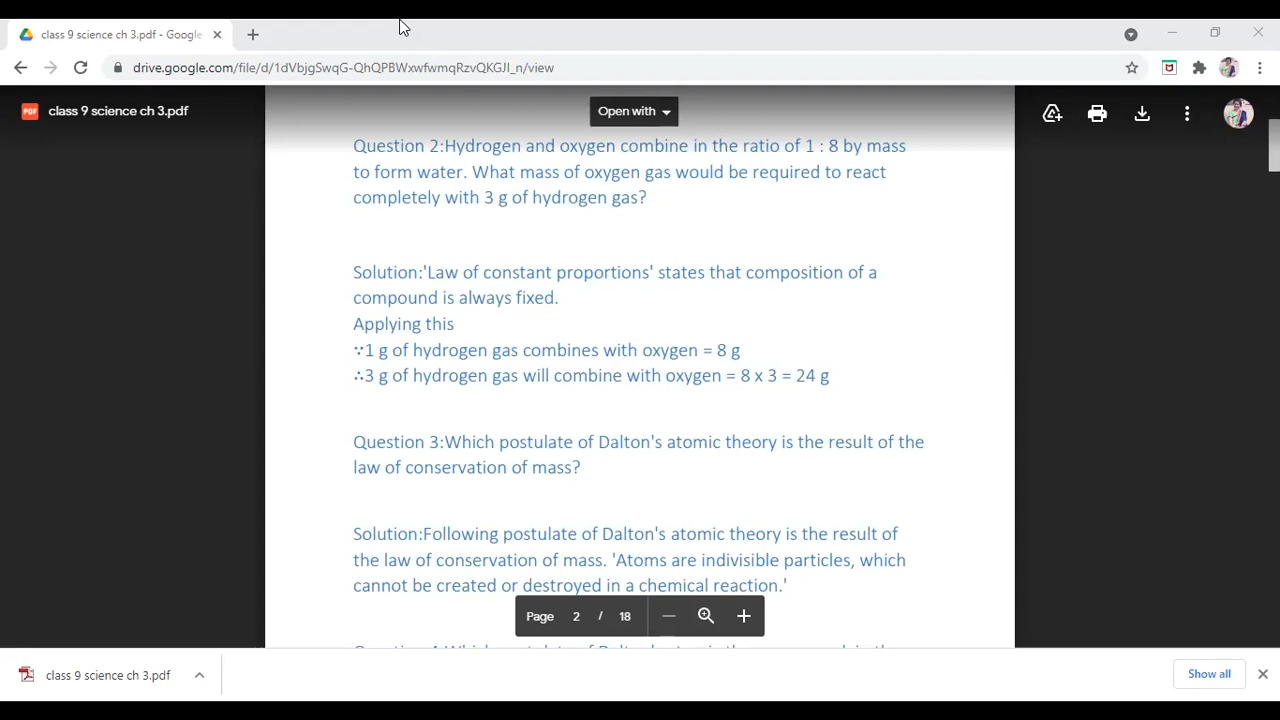 class 9 science ch 3.pdf - Google
drive.google.com/file/d/1dVbjgSwqG-QhQPBWxwfwmqRzvQKGJI_n/view
PDF class 9 science ch 3.pdf
Open with
Question 2:Hydrogen and oxygen combine in the ratio of 1 : 8 by mass
to form water. What mass of oxygen gas would be required to react
completely with 3 g of hydrogen gas?
Solution:'Law of constant proportions' states that composition of a
compound is always fixed.
Applying this
∵1 g of hydrogen gas combines with oxygen = 8 g
∴3 g of hydrogen gas will combine with oxygen = 8 x 3 = 24 g
Question 3:Which postulate of Dalton's atomic theory is the result of the
law of conservation of mass?
Solution:Following postulate of Dalton's atomic theory is the result of
the law of conservation of mass. 'Atoms are indivisible particles, which
cannot be created or destroyed in a chemical reaction.'
Page 2 / 18
class 9 science ch 3.pdf
Show all